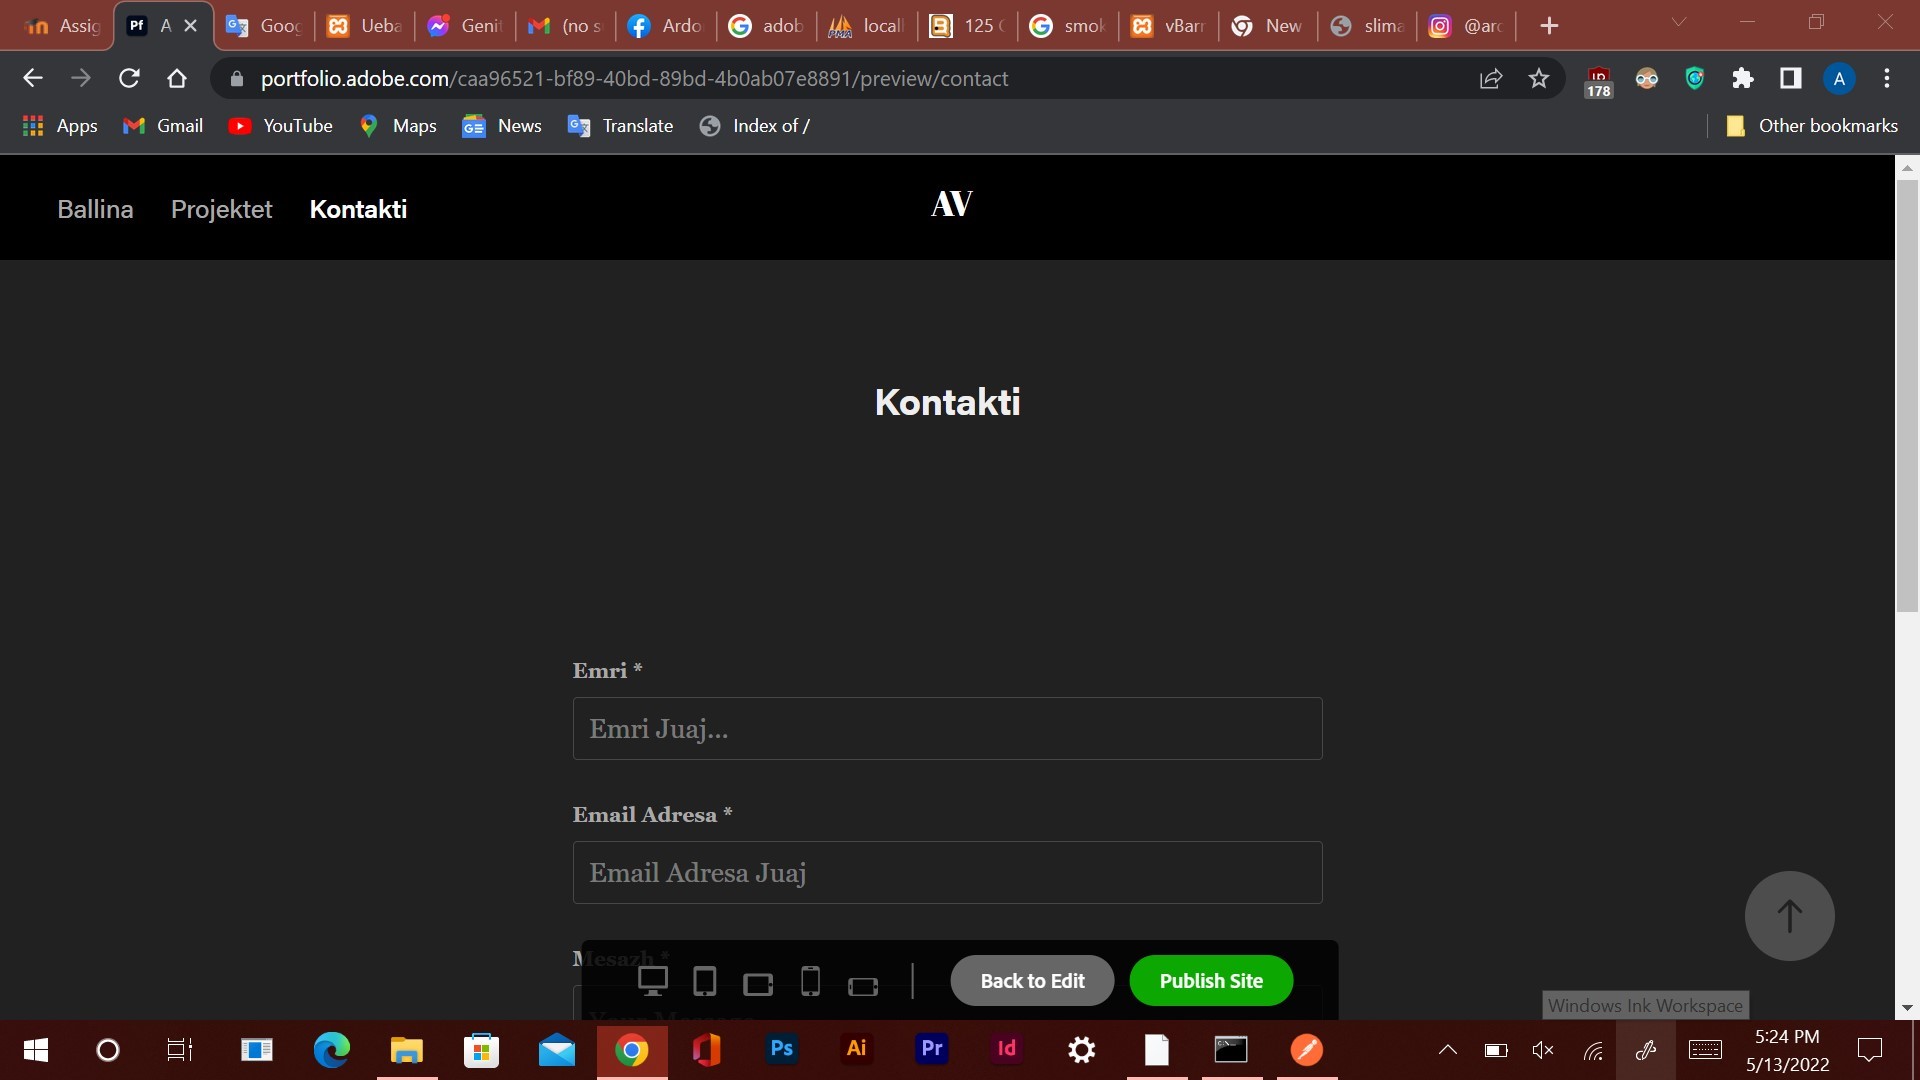 Assig
A
Goog
Ueba
Genit
(no s
Ardo
adob
locall
125
smok
vBarr
New
slima
@arc
portfolio.adobe.com/caa96521-bf89-40bd-89bd-4b0ab07e8891/preview/contact
178
A
Apps
Gmail
YouTube
Maps
News
Translate
Index of /
Other bookmarks
Ballina
Projektet
Kontakti
AV
Kontakti
Emri *
Emri Juaj...
Email Adresa *
Email Adresa Juaj
Mesazh *
Your Message
Back to Edit
Publish Site
Windows Ink Workspace
Ps
Ai
Pr
Id
5:24 PM
5/13/2022